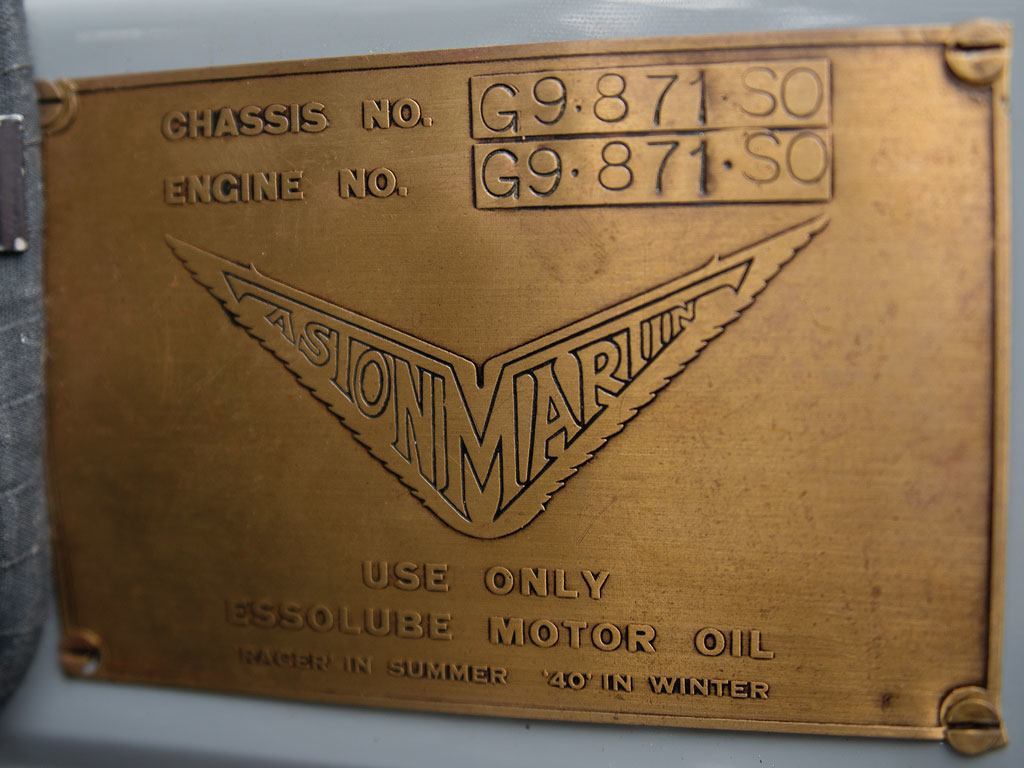 CHASSIS NO. G9·871·SO
ENGINE NO. G9·871·SO
ASTON MARTIN
USE ONLY
ESSOLUBE MOTOR OIL
RACER IN SUMMER '40' IN WINTER